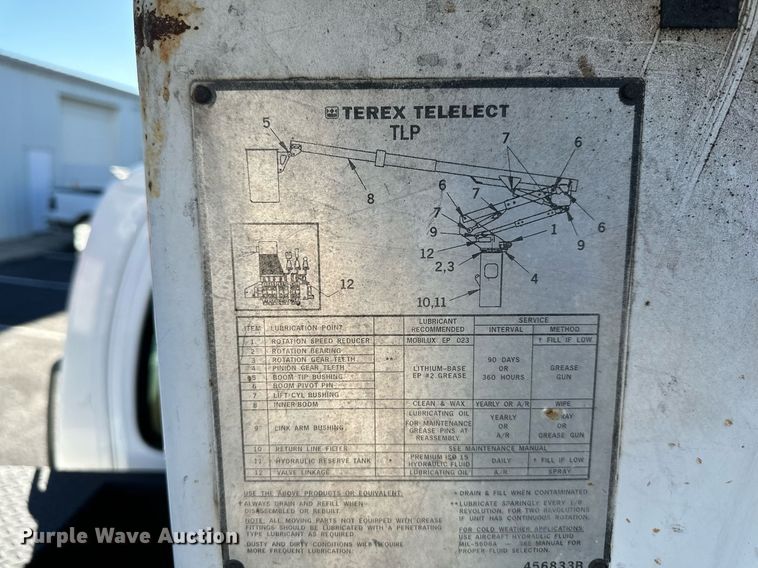 TEREX TELELECT
TLP
5
7
6
8
6
7
7
1
6
9
9
12
2,3
4
12
10,11
ITEM LUBRICATION POINT LUBRICANT RECOMMENDED SERVICE INTERVAL METHOD
1 ROTATION SPEED REDUCER MOBILUX EP 023 † FILL IF LOW
2 ROTATION BEARING
3 ROTATION GEAR TEETH **
4 PINION GEAR TEETH
5 BOOM TIP BUSHING
6 BOOM PIVOT PIN
7 LIFT-CYL BUSHING
LITHIUM-BASE EP #2 GREASE
90 DAYS OR 360 HOURS
GREASE GUN
8 INNER BOOM CLEAN & WAX YEARLY OR A/R WIPE
9 LINK ARM BUSHING LUBRICATING OIL FOR MAINTENANCE GREASE PINS AT REASSEMBLY. YEARLY OR A/R OR GREASE GUN
10 RETURN LINE FILTER SEE MAINTENANCE MANUAL
11 HYDRAULIC RESERVE TANK * PREMIUM ISO 15 HYDRAULIC FLUID DAILY † FILL IF LOW
12 VALVE LINKAGE LUBRICATING OIL A/R SPRAY
USE THE ABOVE PRODUCTS OR EQUIVALENT
† ALWAYS DRAIN AND REFILL WHEN
DISASSEMBLED OR REBUILT.
NOTE: ALL MOVING PARTS NOT EQUIPPED WITH GREASE
FITTINGS SHOULD BE LUBRICATED WITH A PENETRATING
TYPE LUBRICANT AS REQUIRED.
DUSTY AND DIRTY CONDITIONS WILL REQUIRE
MORE FREQUENT LUBRICATION.
* DRAIN & FILL WHEN CONTAMINATED.
** LUBRICATE SPARINGLY EVERY 1/8
REVOLUTION. FOR TWO REVOLUTIONS
IF UNIT HAS CONTINUOUS ROTATION.
FOR COLD WEATHER APPLICATIONS:
USE AIRCRAFT HYDRAULIC FLUID
MIL-5606A — SEE MANUAL FOR
PROPER FLUID SELECTION.
456833B
Purple Wave Auction